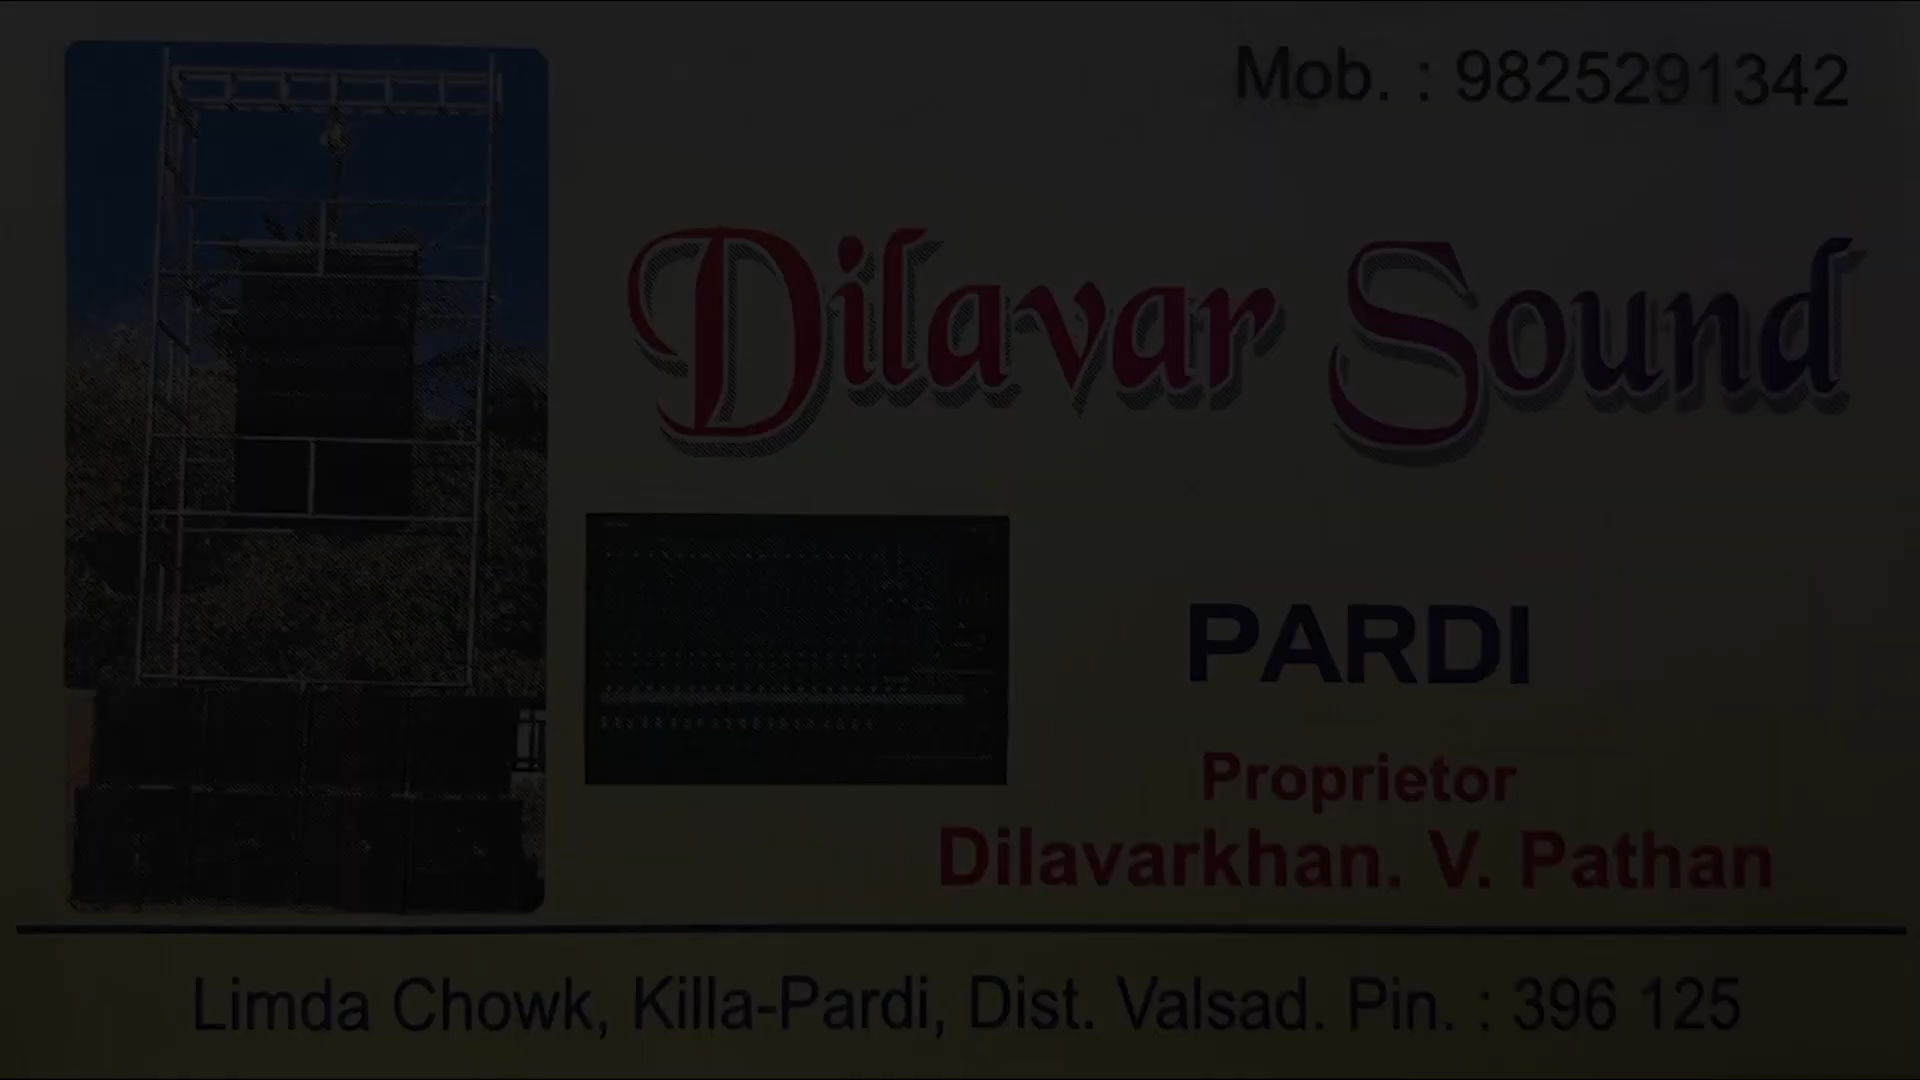 Mob. : 9825291342
Dilavar Sound
PARDI
Proprietor
Dilavarkhan. V. Pathan
Limda Chowk, Killa-Pardi, Dist. Valsad. Pin. : 396 125